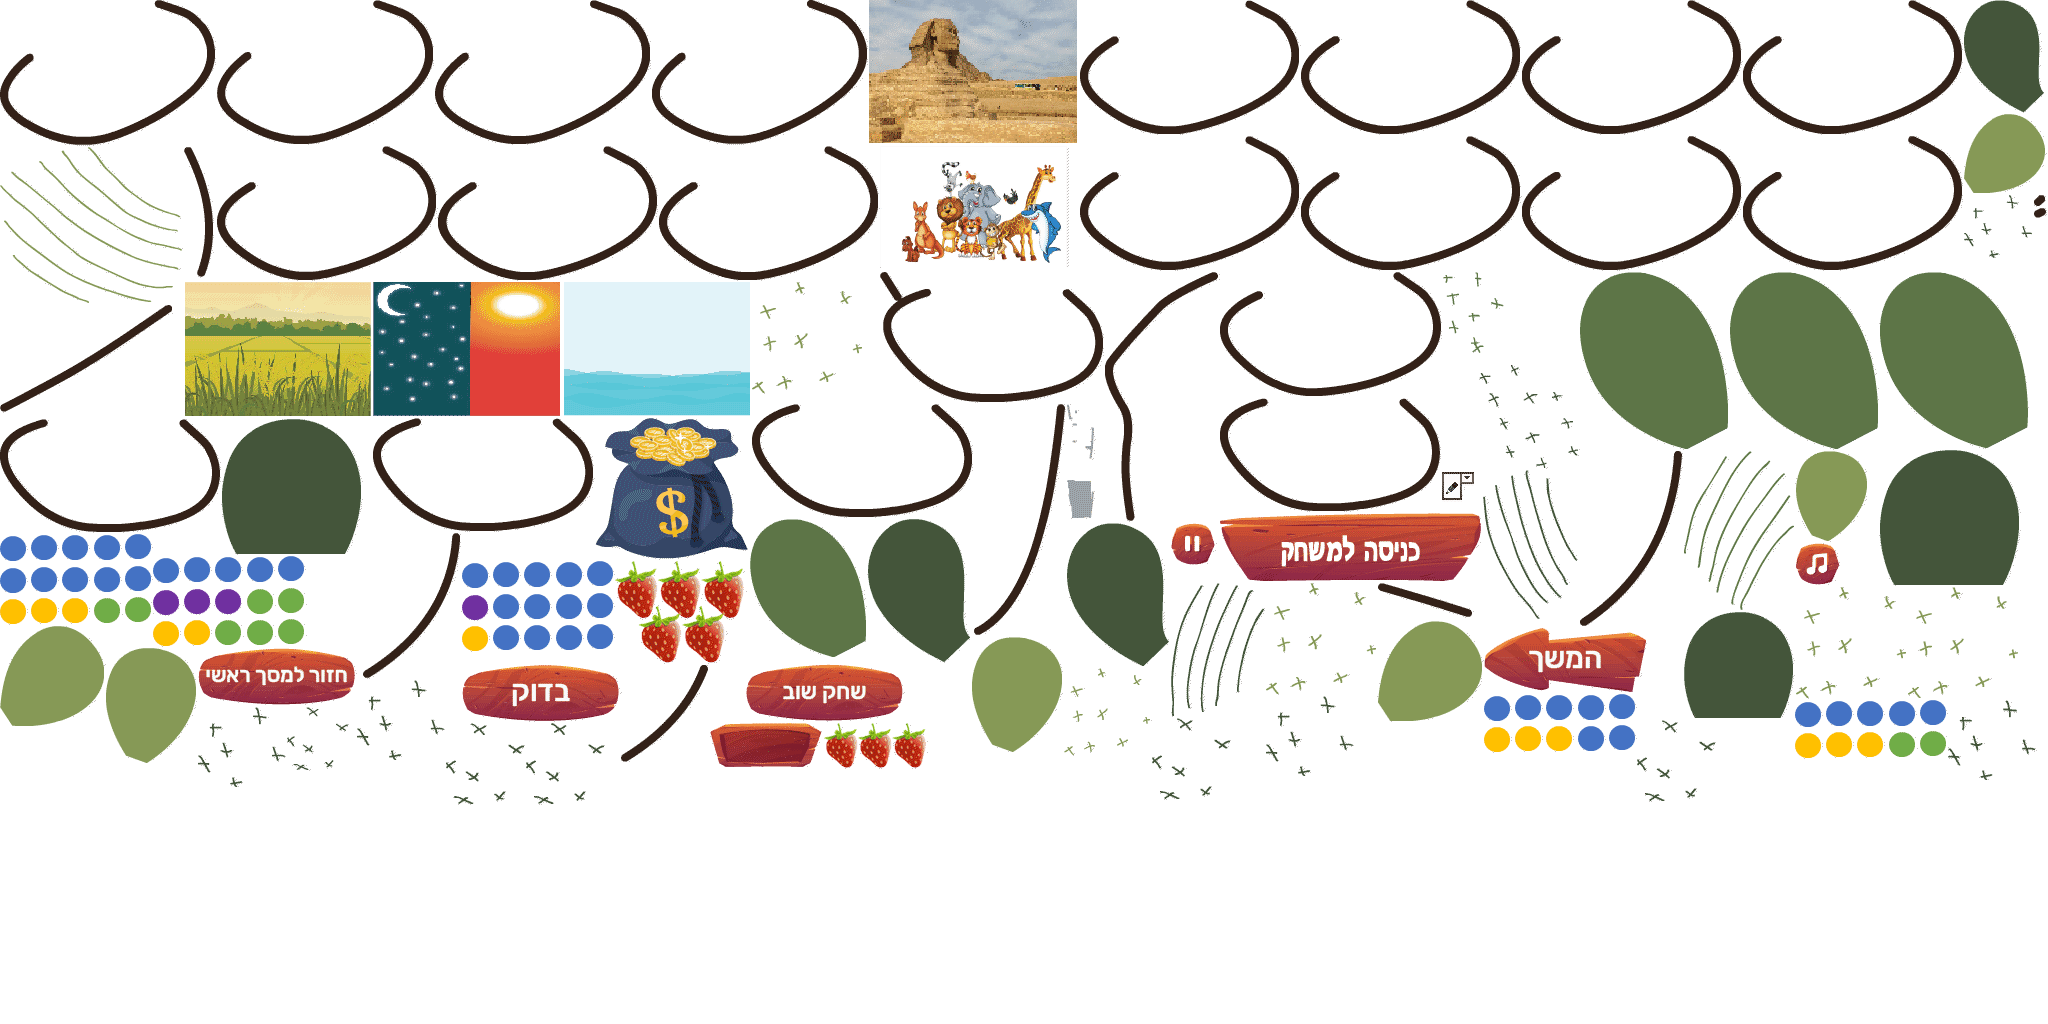 כניסה למשחק
המשך
חזור למסך ראשי
בדוק
שחק שוב
$